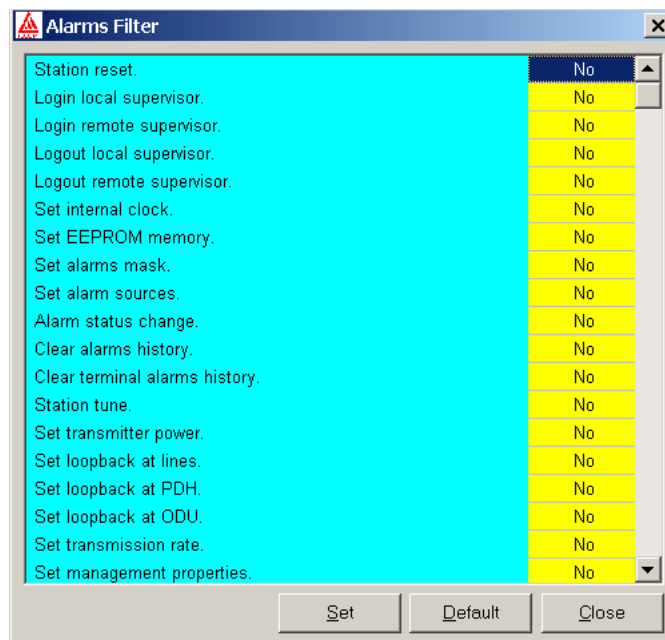 Alarms Filter
Station reset. No
Login local supervisor. No
Login remote supervisor. No
Logout local supervisor. No
Logout remote supervisor. No
Set internal clock. No
Set EEPROM memory. No
Set alarms mask. No
Set alarm sources. No
Alarm status change. No
Clear alarms history. No
Clear terminal alarms history. No
Station tune. No
Set transmitter power. No
Set loopback at lines. No
Set loopback at PDH. No
Set loopback at ODU. No
Set transmission rate. No
Set management properties. No
Set Default Close